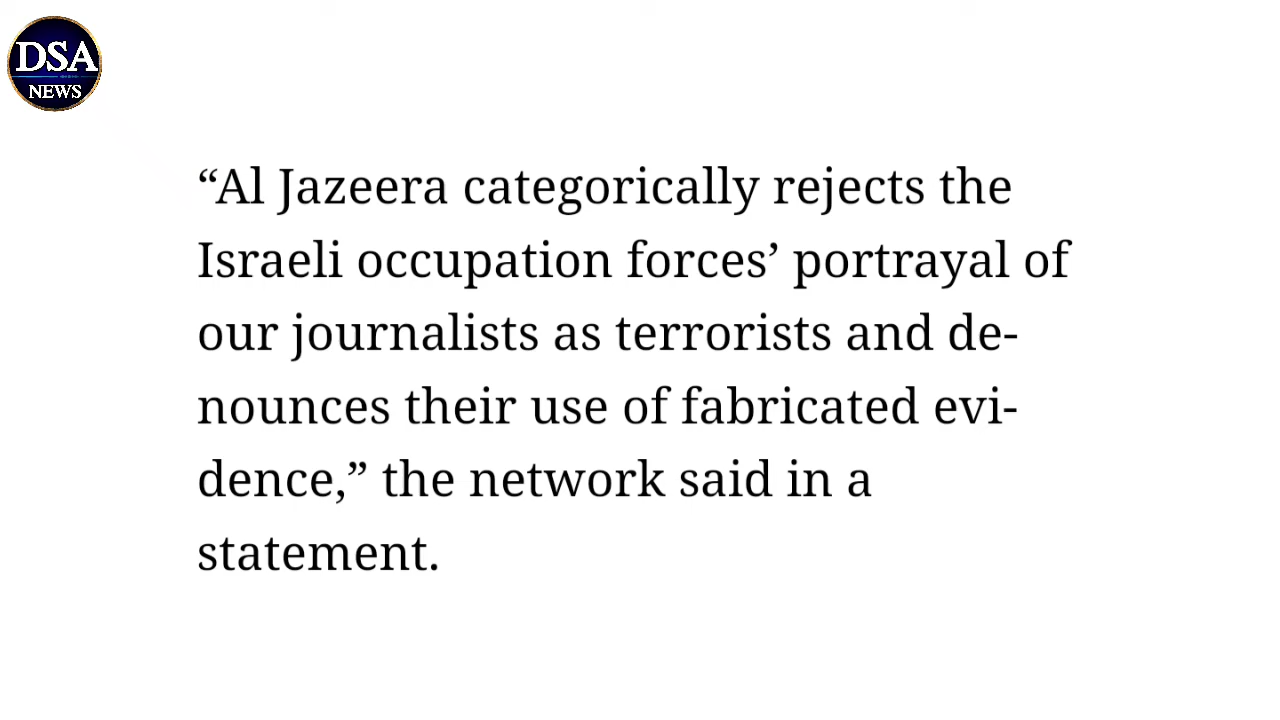 DSA
NEWS
“Al Jazeera categorically rejects the
Israeli occupation forces’ portrayal of
our journalists as terrorists and de-
nounces their use of fabricated evi-
dence,” the network said in a
statement.